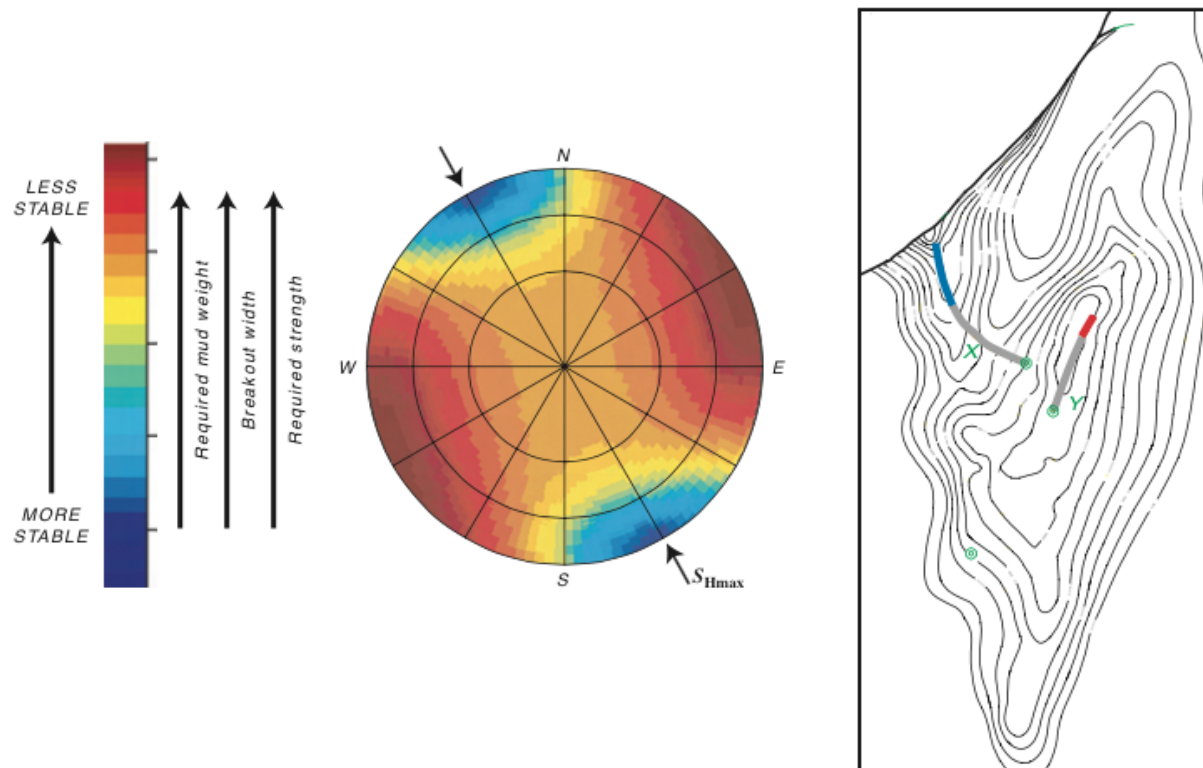 LESS
STABLE
MORE
STABLE
Required mud weight
Breakout width
Required strength
N
W
E
S
SHmax
X
Y